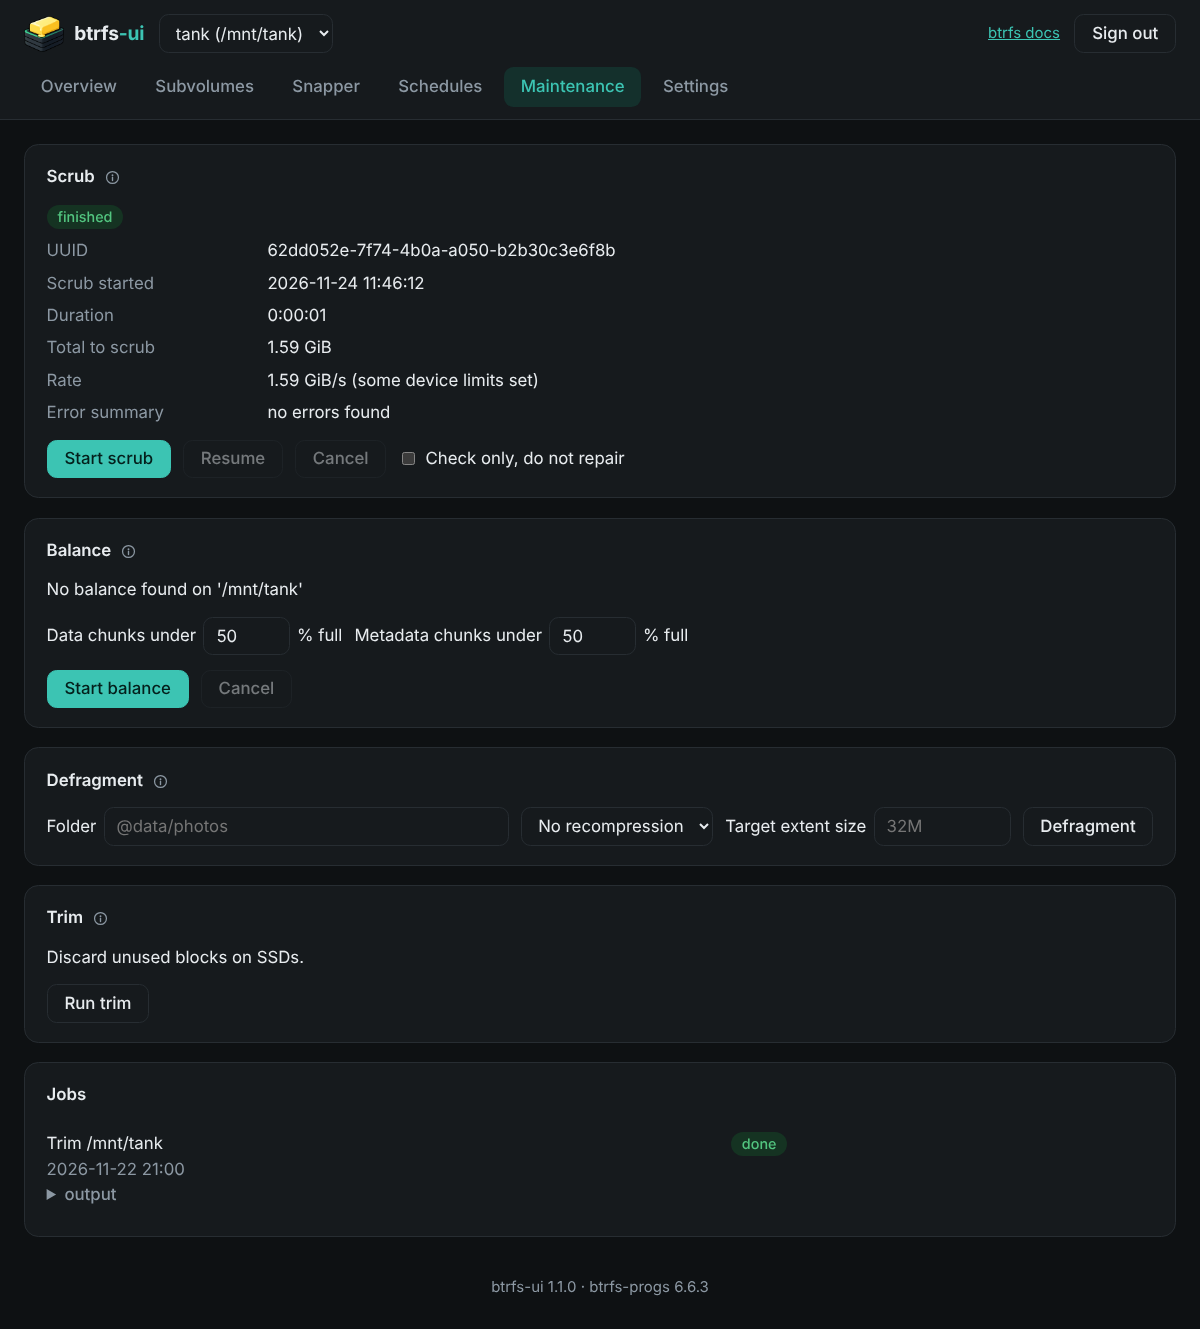 btrfs-ui tank (/mnt/tank) btrfs docs Sign out
Overview Subvolumes Snapper Schedules Maintenance Settings
Scrub
finished
UUID 62dd052e-7f74-4b0a-a050-b2b30c3e6f8b
Scrub started 2026-11-24 11:46:12
Duration 0:00:01
Total to scrub 1.59 GiB
Rate 1.59 GiB/s (some device limits set)
Error summary no errors found
Start scrub Resume Cancel Check only, do not repair
Balance
No balance found on '/mnt/tank'
Data chunks under 50 % full Metadata chunks under 50 % full
Start balance Cancel
Defragment
Folder @data/photos No recompression Target extent size 32M Defragment
Trim
Discard unused blocks on SSDs.
Run trim
Jobs
Trim /mnt/tank done
2026-11-22 21:00
output
btrfs-ui 1.1.0 · btrfs-progs 6.6.3